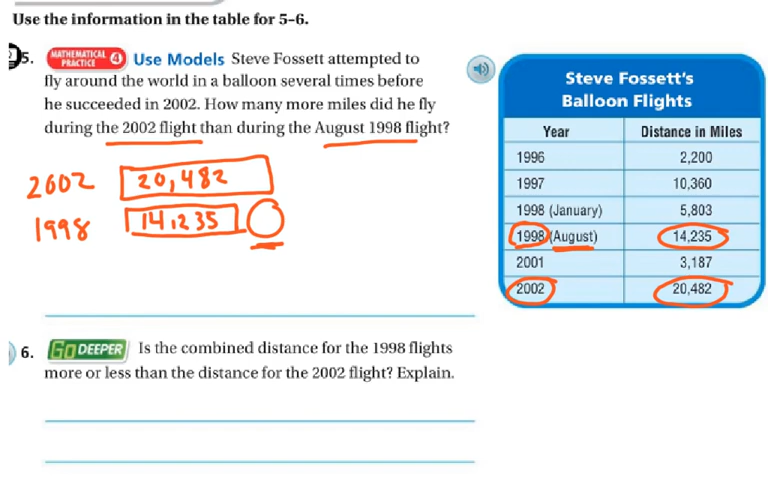 Use the information in the table for 5–6.
5. MATHEMATICAL PRACTICE 4 Use Models Steve Fossett attempted to
fly around the world in a balloon several times before
he succeeded in 2002. How many more miles did he fly
during the 2002 flight than during the August 1998 flight?
2002 20,482
1998 14,235
Steve Fossett's
Balloon Flights
Year Distance in Miles
1996 2,200
1997 10,360
1998 (January) 5,803
1998 (August) 14,235
2001 3,187
2002 20,482
6. GO DEEPER Is the combined distance for the 1998 flights
more or less than the distance for the 2002 flight? Explain.